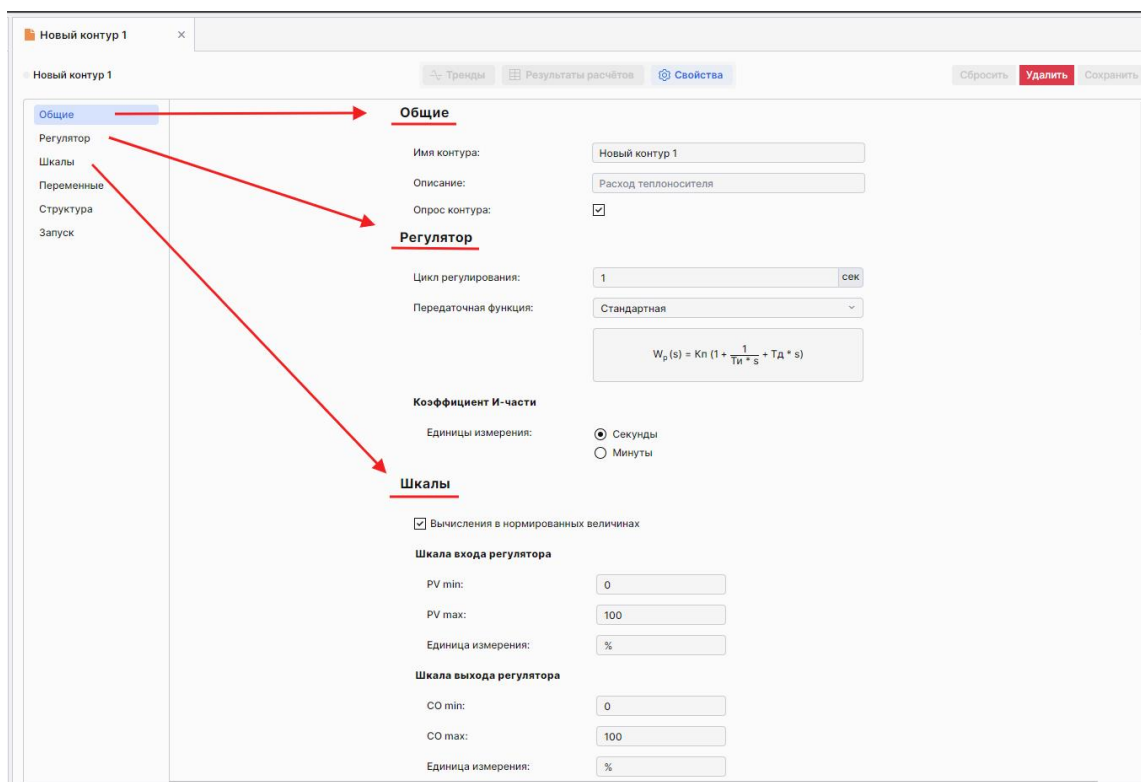 Новый контур 1 ×
Новый контур 1 Тренды Результаты расчётов Свойства Сбросить Удалить Сохранить
Общие
Регулятор
Шкалы
Переменные
Структура
Запуск
Общие
Имя контура: Новый контур 1
Описание: Расход теплоносителя
Опрос контура:
Регулятор
Цикл регулирования: 1 сек
Передаточная функция: Стандартная
Wp (s) = Кп (1 + 1 / Ти * s + Тд * s)
Коэффициент И-части
Единицы измерения: Секунды
Минуты
Шкалы
Вычисления в нормированных величинах
Шкала входа регулятора
PV min: 0
PV max: 100
Единица измерения: %
Шкала выхода регулятора
CO min: 0
CO max: 100
Единица измерения: %